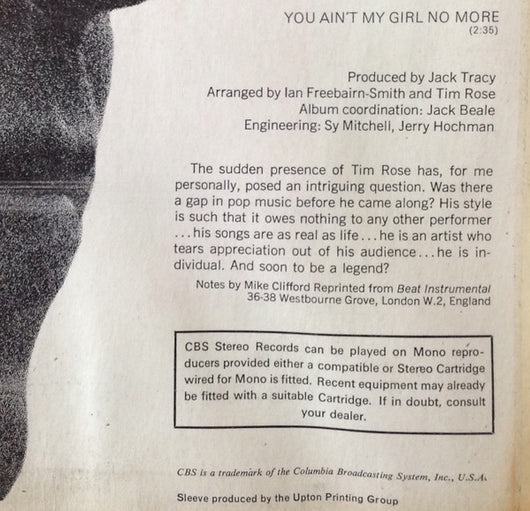 YOU AIN'T MY GIRL NO MORE
(2:35)
Produced by Jack Tracy
Arranged by Ian Freebairn-Smith and Tim Rose
Album coordination: Jack Beale
Engineering: Sy Mitchell, Jerry Hochman
The sudden presence of Tim Rose has, for me
personally, posed an intriguing question. Was there
a gap in pop music before he came along? His style
is such that it owes nothing to any other performer
...his songs are as real as life...he is an artist who
tears appreciation out of his audience...he is in-
dividual. And soon to be a legend?
Notes by Mike Clifford Reprinted from Beat Instrumental
36-38 Westbourne Grove, London W.2, England
CBS Stereo Records can be played on Mono repro-
ducers provided either a compatible or Stereo Cartridge
wired for Mono is fitted. Recent equipment may already
be fitted with a suitable Cartridge. If in doubt, consult
your dealer.
CBS is a trademark of the Columbia Broadcasting System, Inc., U.S.A.
Sleeve produced by the Upton Printing Group